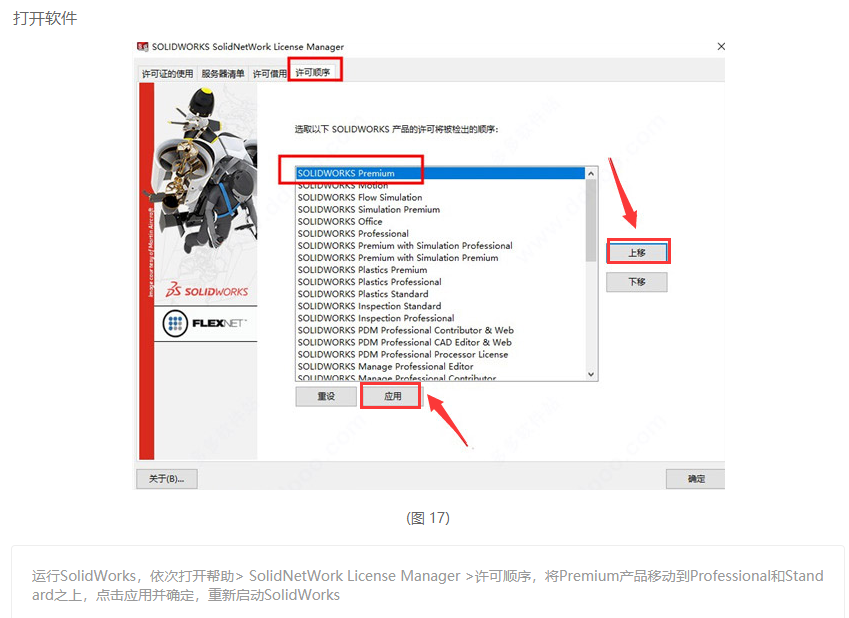 打开软件
SOLIDWORKS SolidNetWork License Manager
许可证的使用 服务器清单 许可借用 许可顺序
选取以下 SOLIDWORKS 产品的许可将被检出的顺序:
SOLIDWORKS Premium
SOLIDWORKS Motion
SOLIDWORKS Flow Simulation
SOLIDWORKS Simulation Premium
SOLIDWORKS Office
SOLIDWORKS Professional
SOLIDWORKS Premium with Simulation Professional
SOLIDWORKS Premium with Simulation Premium
SOLIDWORKS Plastics Premium
SOLIDWORKS Plastics Professional
SOLIDWORKS Plastics Standard
SOLIDWORKS Inspection Standard
SOLIDWORKS Inspection Professional
SOLIDWORKS PDM Professional Contributor & Web
SOLIDWORKS PDM Professional CAD Editor & Web
SOLIDWORKS PDM Professional Processor License
SOLIDWORKS Manage Professional Editor
SOLIDWORKS Manage Professional Contributor
上移
下移
重设 应用
Image courtesy of Martin Aircraft
SOLIDWORKS
FLEXNET
关于(B)... 确定
(图 17)
运行SolidWorks，依次打开帮助> SolidNetWork License Manager >许可顺序，将Premium产品移动到Professional和Stand
ard之上，点击应用并确定，重新启动SolidWorks